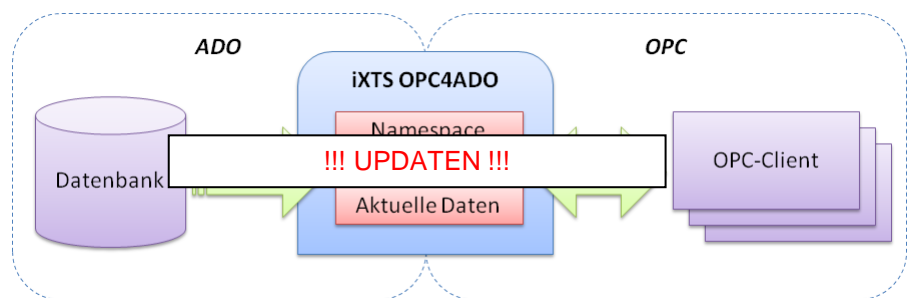 ADO
OPC
iXTS OPC4ADO
Namespace
!!! UPDATEN !!!
Datenbank
OPC-Client
Aktuelle Daten